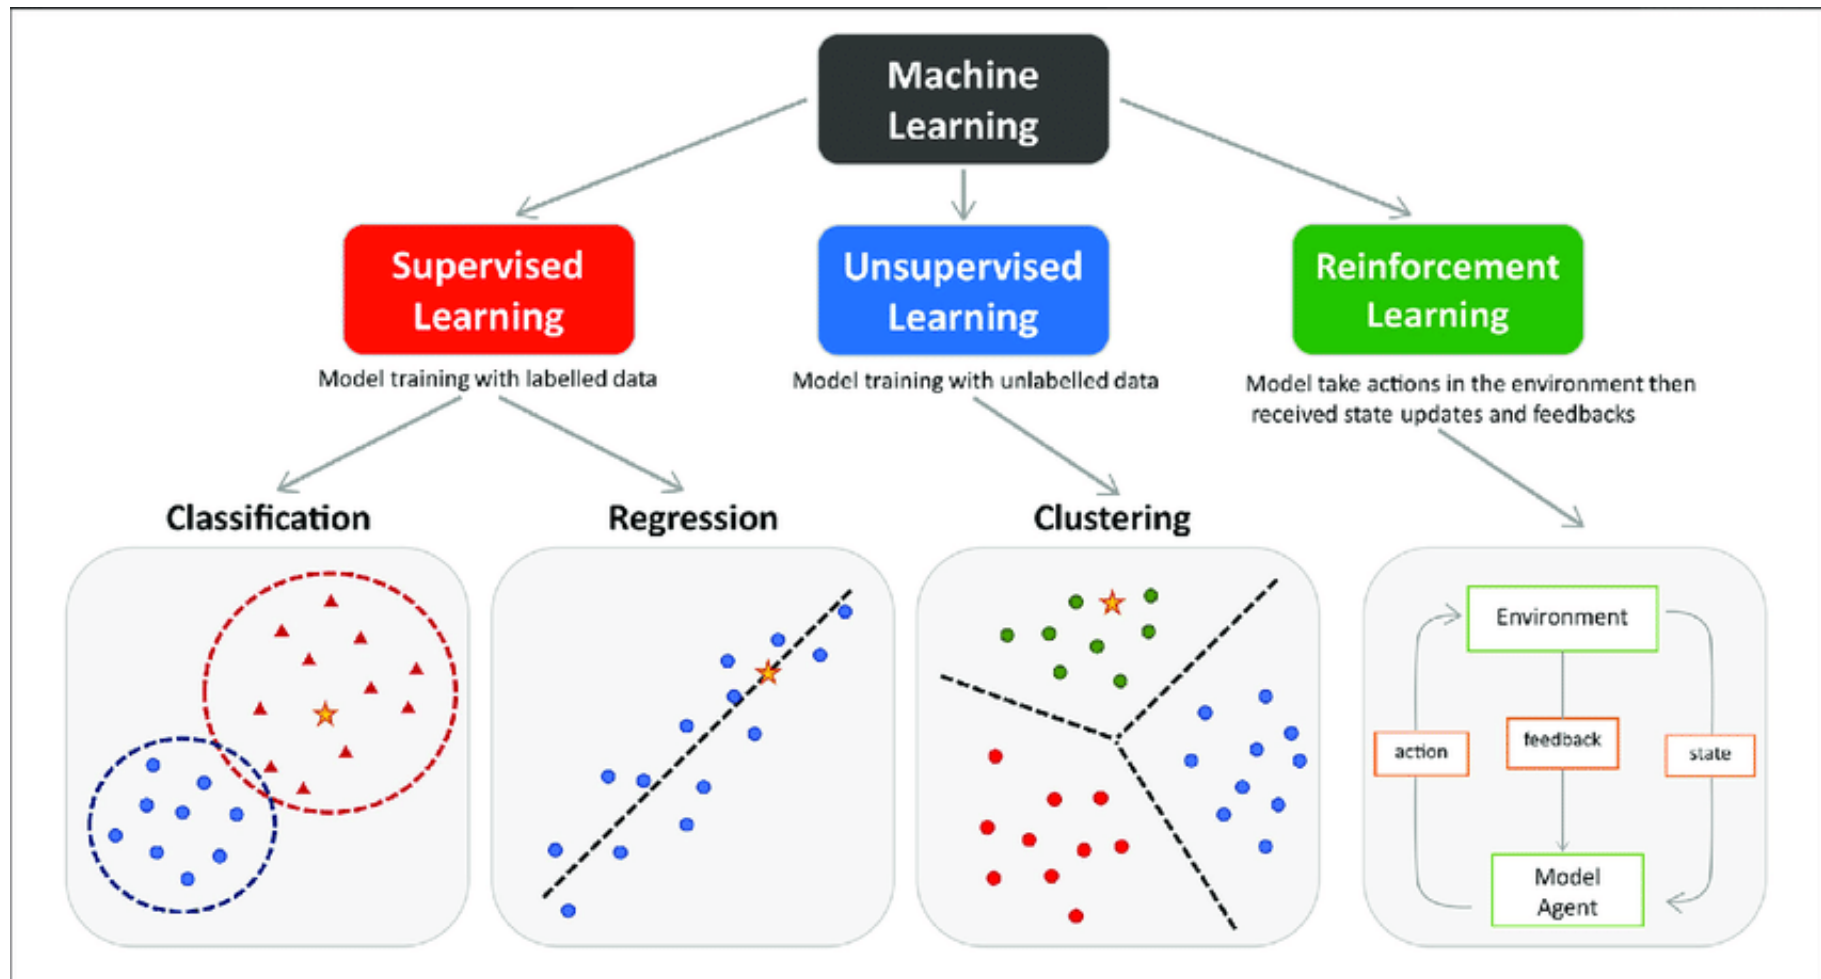 Machine
Learning
Supervised
Learning
Unsupervised
Learning
Reinforcement
Learning
Model training with labelled data
Model training with unlabelled data
Model take actions in the environment then
received state updates and feedbacks
Classification
Regression
Clustering
Environment
action
feedback
state
Model
Agent